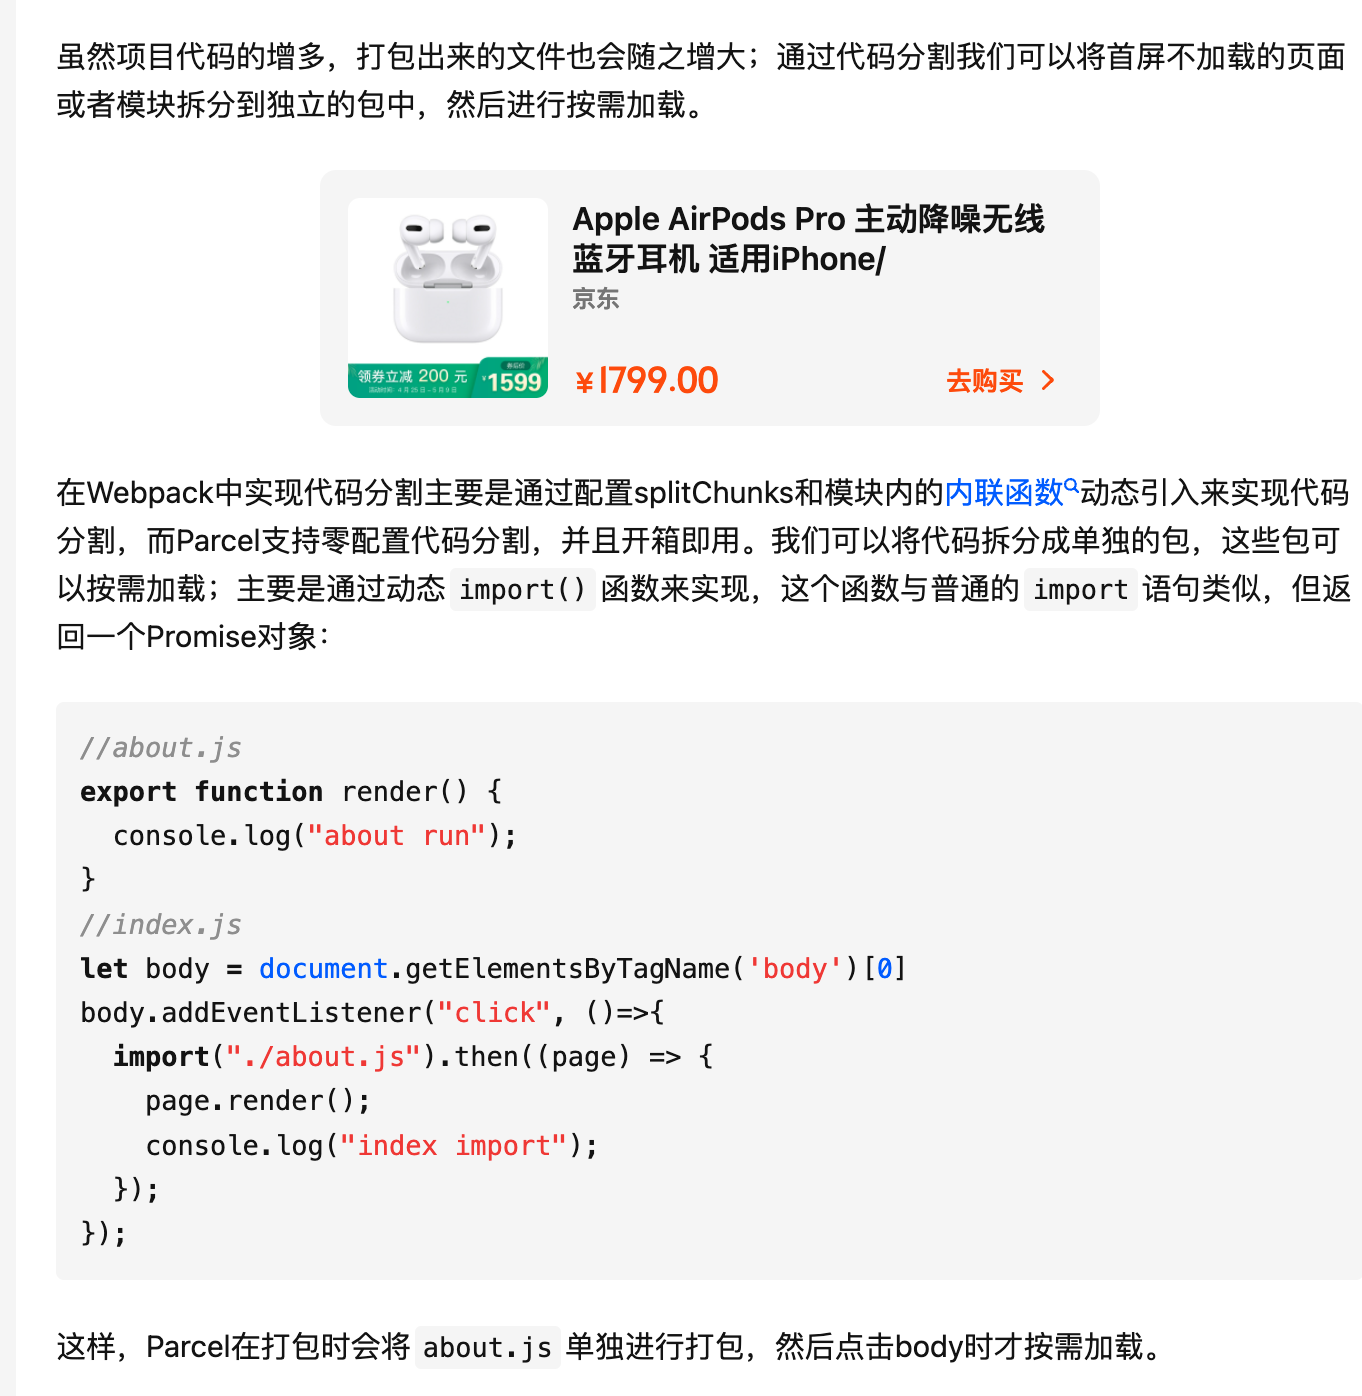 虽然项目代码的增多，打包出来的文件也会随之增大；通过代码分割我们可以将首屏不加载的页面
或者模块拆分到独立的包中，然后进行按需加载。
Apple AirPods Pro 主动降噪无线
蓝牙耳机 适用iPhone/
京东
领券立减 200 元
¥1599
¥1799.00
去购买
在Webpack中实现代码分割主要是通过配置splitChunks和模块内的内联函数动态引入来实现代码
分割，而Parcel支持零配置代码分割，并且开箱即用。我们可以将代码拆分成单独的包，这些包可
以按需加载；主要是通过动态 import() 函数来实现，这个函数与普通的 import 语句类似，但返
回一个Promise对象：
//about.js
export function render() {
  console.log("about run");
}
//index.js
let body = document.getElementsByTagName('body')[0]
body.addEventListener("click", ()=>{
  import("./about.js").then((page) => {
    page.render();
    console.log("index import");
  });
});
这样，Parcel在打包时会将 about.js 单独进行打包，然后点击body时才按需加载。